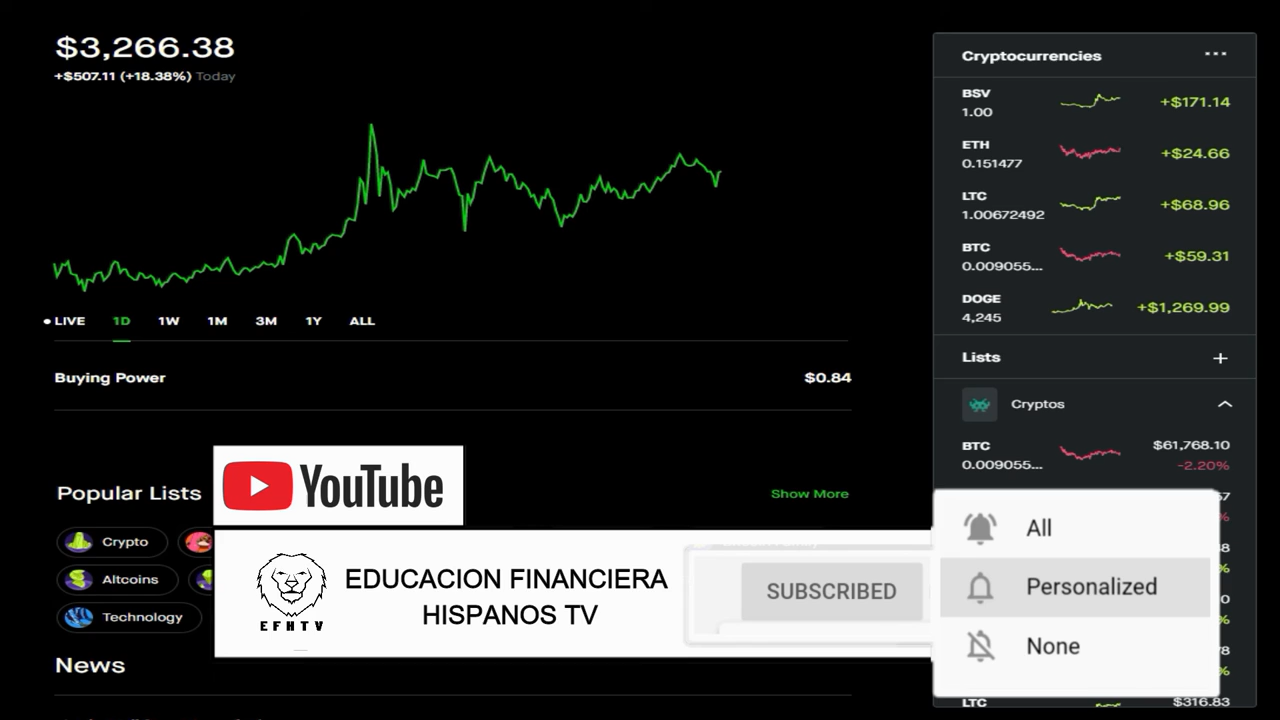 $3,266.38
+$507.11 (+18.38%) Today
LIVE 1D 1W 1M 3M 1Y ALL
Buying Power $0.84
Popular Lists
Show More
Crypto
Altcoins
Technology
News
YouTube
EDUCACION FINANCIERA
HISPANOS TV
EFHTV
SUBSCRIBED
Cryptocurrencies ...
BSV
1.00
+$171.14
ETH
0.151477
+$24.66
LTC
1.00672492
+$68.96
BTC
0.009055...
+$59.31
DOGE
4,245
+$1,269.99
Lists +
Cryptos
BTC
0.009055...
$61,768.10
-2.20%
All
Personalized
None
LTC
$316.83